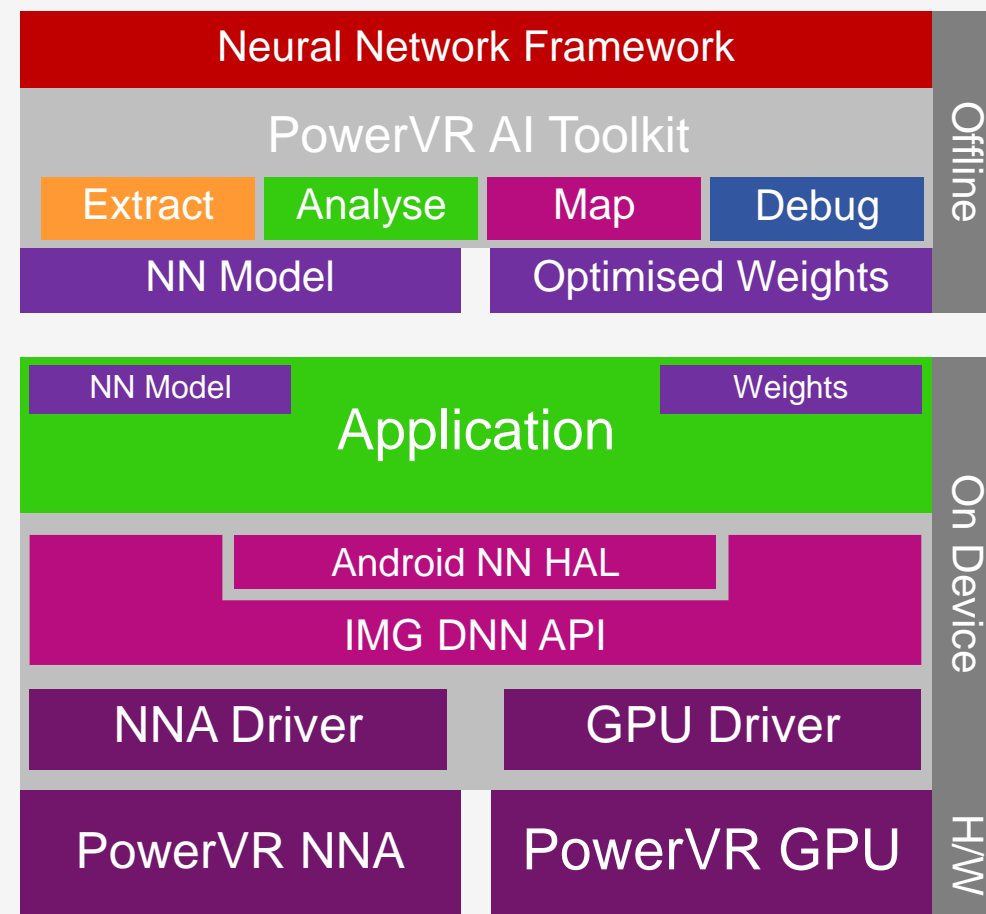 Neural Network Framework
PowerVR AI Toolkit
Extract
Analyse
Map
Debug
NN Model
Optimised Weights
Offline
NN Model
Weights
Application
Android NN HAL
IMG DNN API
On Device
NNA Driver
GPU Driver
PowerVR NNA
PowerVR GPU
H/W